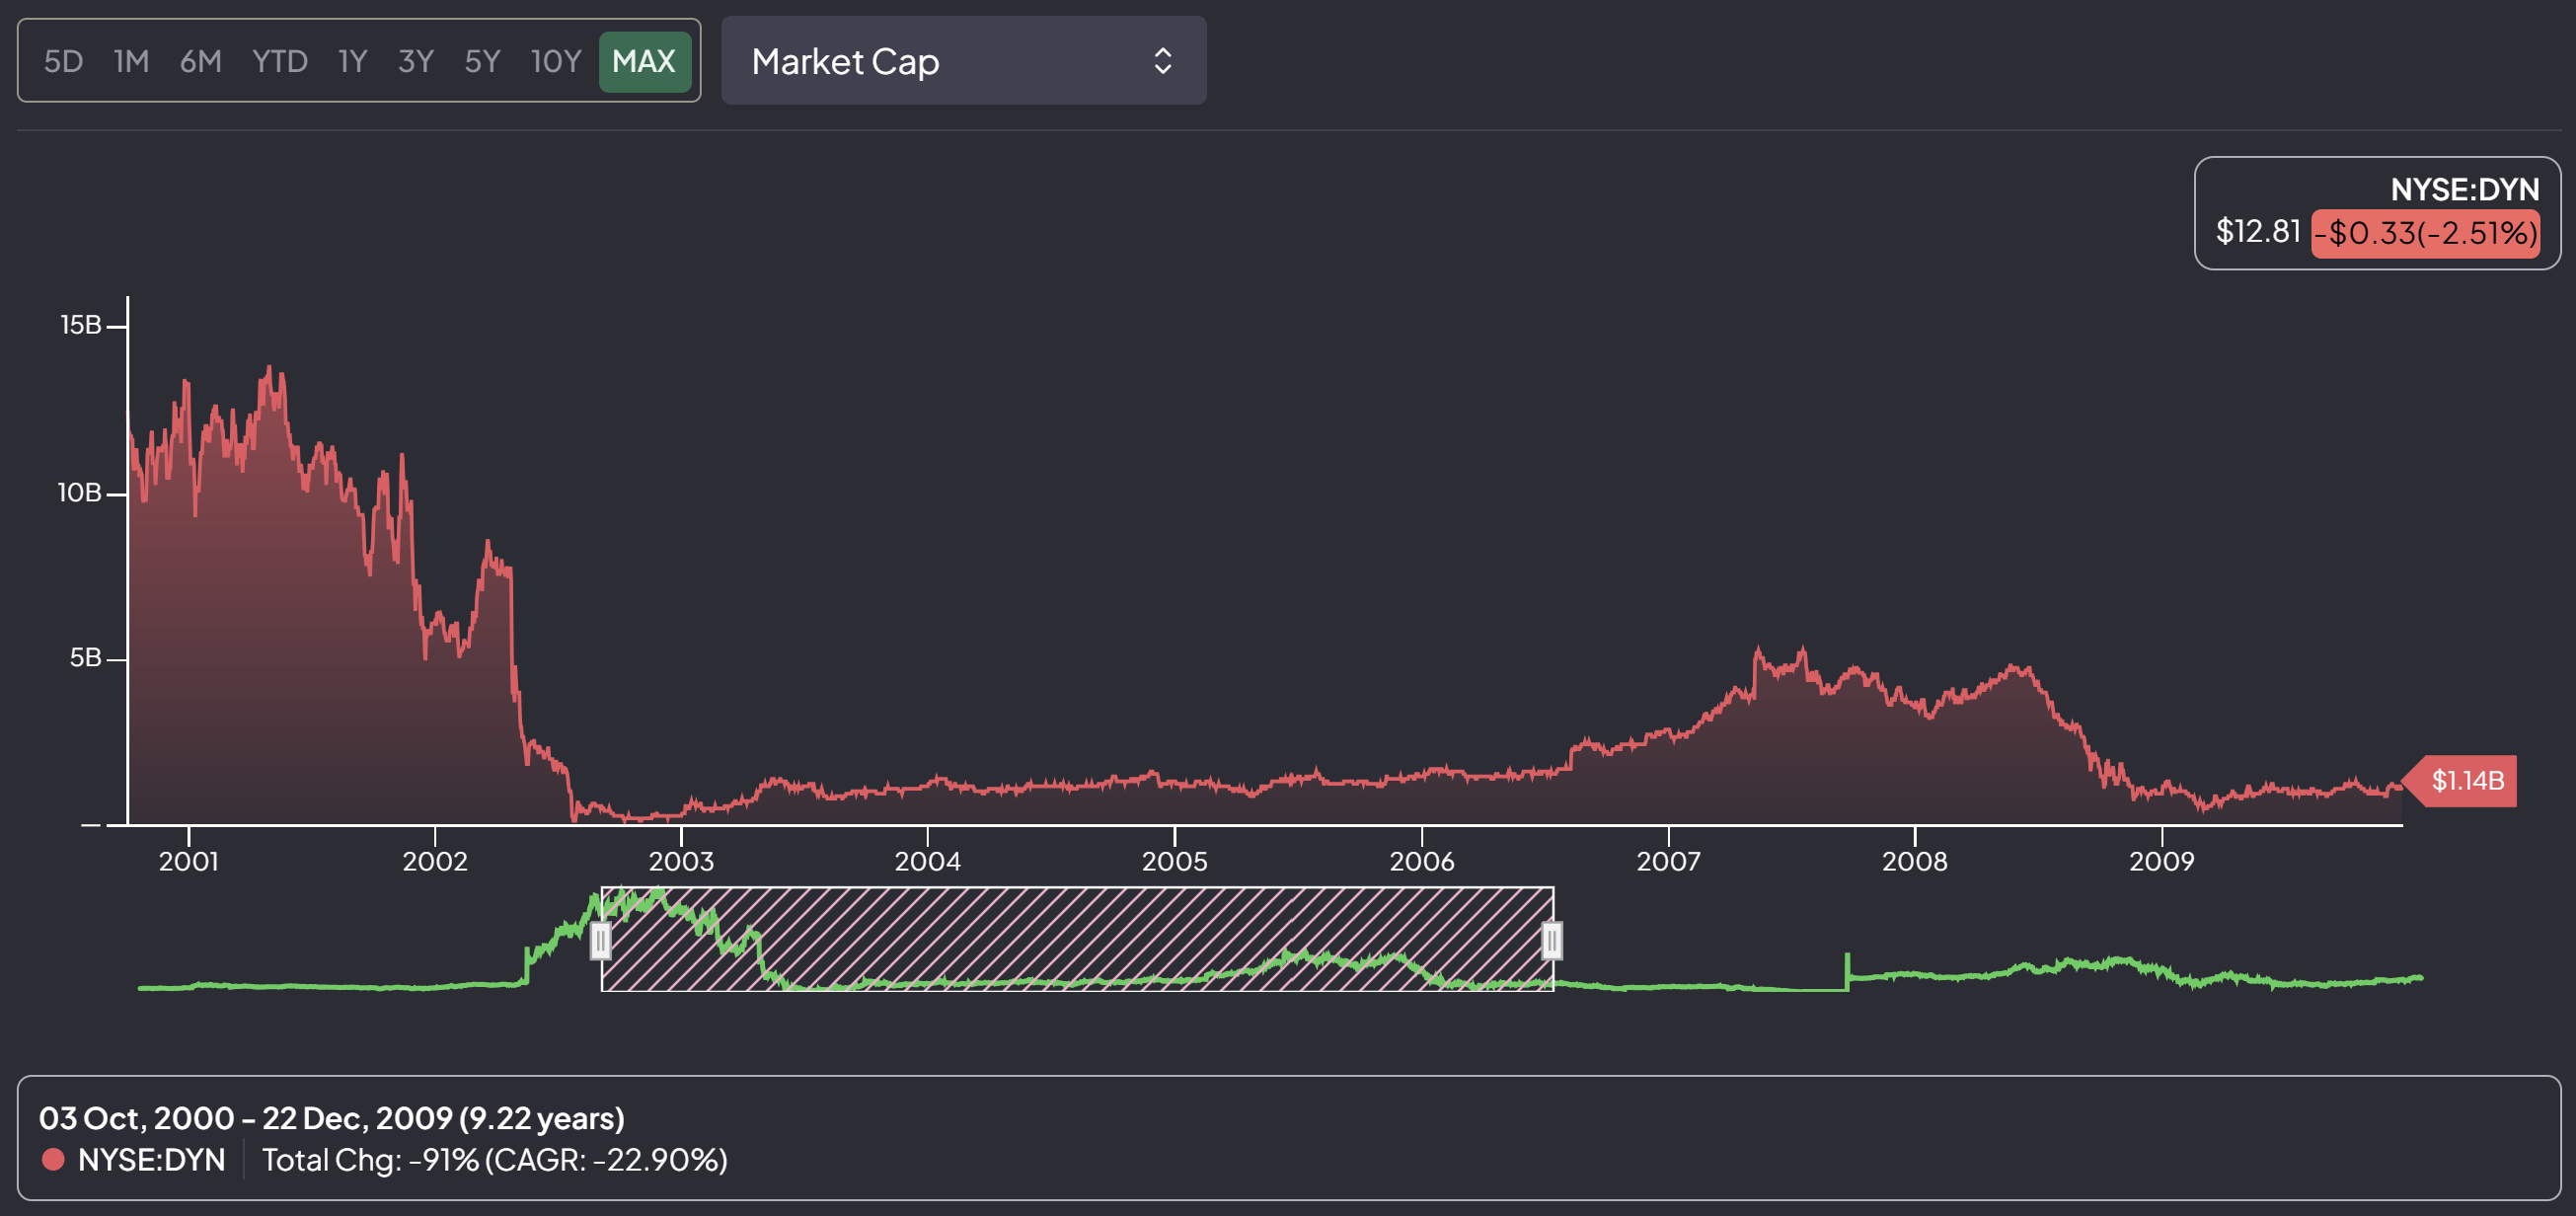 5D 1M 6M YTD 1Y 3Y 5Y 10Y MAX Market Cap
NYSE:DYN
$12.81 -$0.33(-2.51%)
15B
10B
5B
$1.14B
—
2001 2002 2003 2004 2005 2006 2007 2008 2009
03 Oct, 2000 - 22 Dec, 2009 (9.22 years)
NYSE:DYN Total Chg: -91% (CAGR: -22.90%)